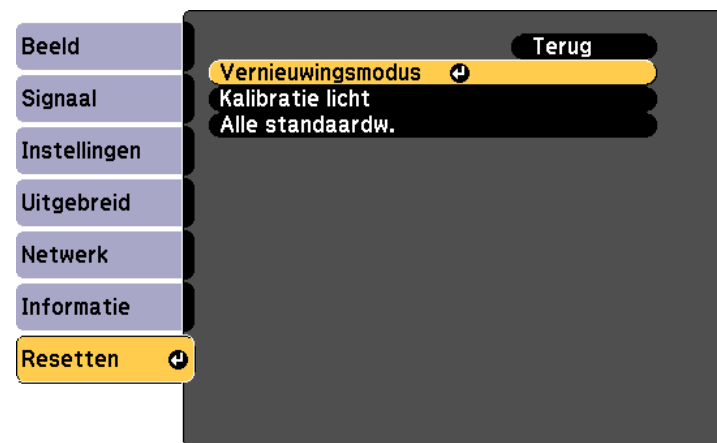 Beeld
Signaal
Instellingen
Uitgebreid
Netwerk
Informatie
Resetten
Terug
Vernieuwingsmodus
Kalibratie licht
Alle standaardw.